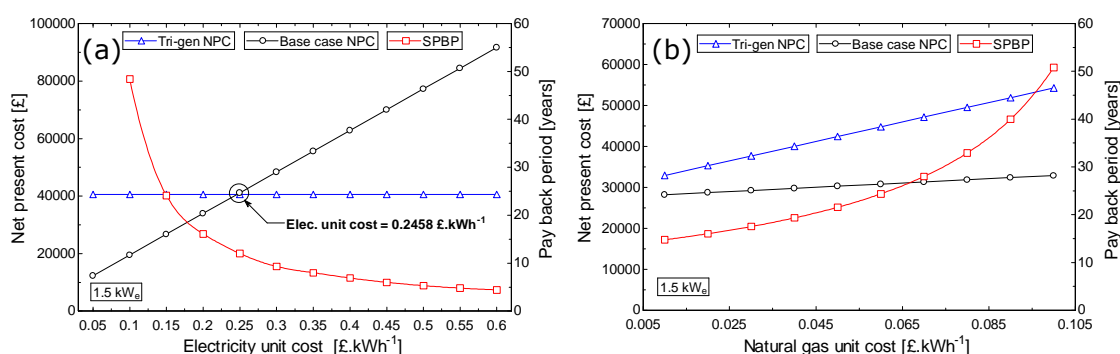 (a)
Tri-gen NPC
Base case NPC
SPBP
Net present cost [£]
100000
80000
60000
40000
20000
0
60
50
40
30
20
10
0
Pay back period [years]
Elec. unit cost = 0.2458 £.kWh⁻¹
1.5 kWₑ
0.05 0.1 0.15 0.2 0.25 0.3 0.35 0.4 0.45 0.5 0.55 0.6
Electricity unit cost [£.kWh⁻¹]
(b)
Tri-gen NPC
Base case NPC
SPBP
Net present cost [£]
70000
60000
50000
40000
30000
20000
10000
0
60
50
40
30
20
10
0
Pay back period [years]
1.5 kWₑ
0.005 0.025 0.045 0.065 0.085 0.105
Natural gas unit cost [£.kWh⁻¹]